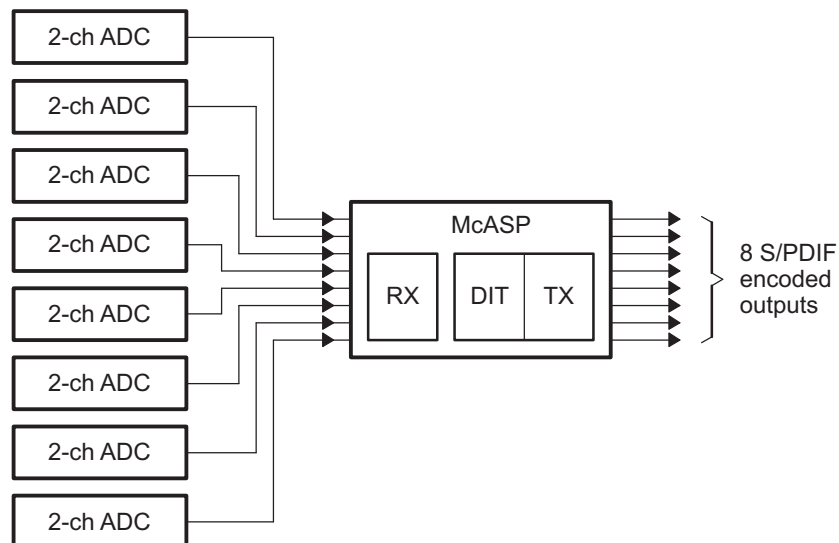 2-ch ADC
2-ch ADC
2-ch ADC
2-ch ADC
2-ch ADC
2-ch ADC
2-ch ADC
2-ch ADC
McASP
RX
DIT
TX
8 S/PDIF
encoded
outputs